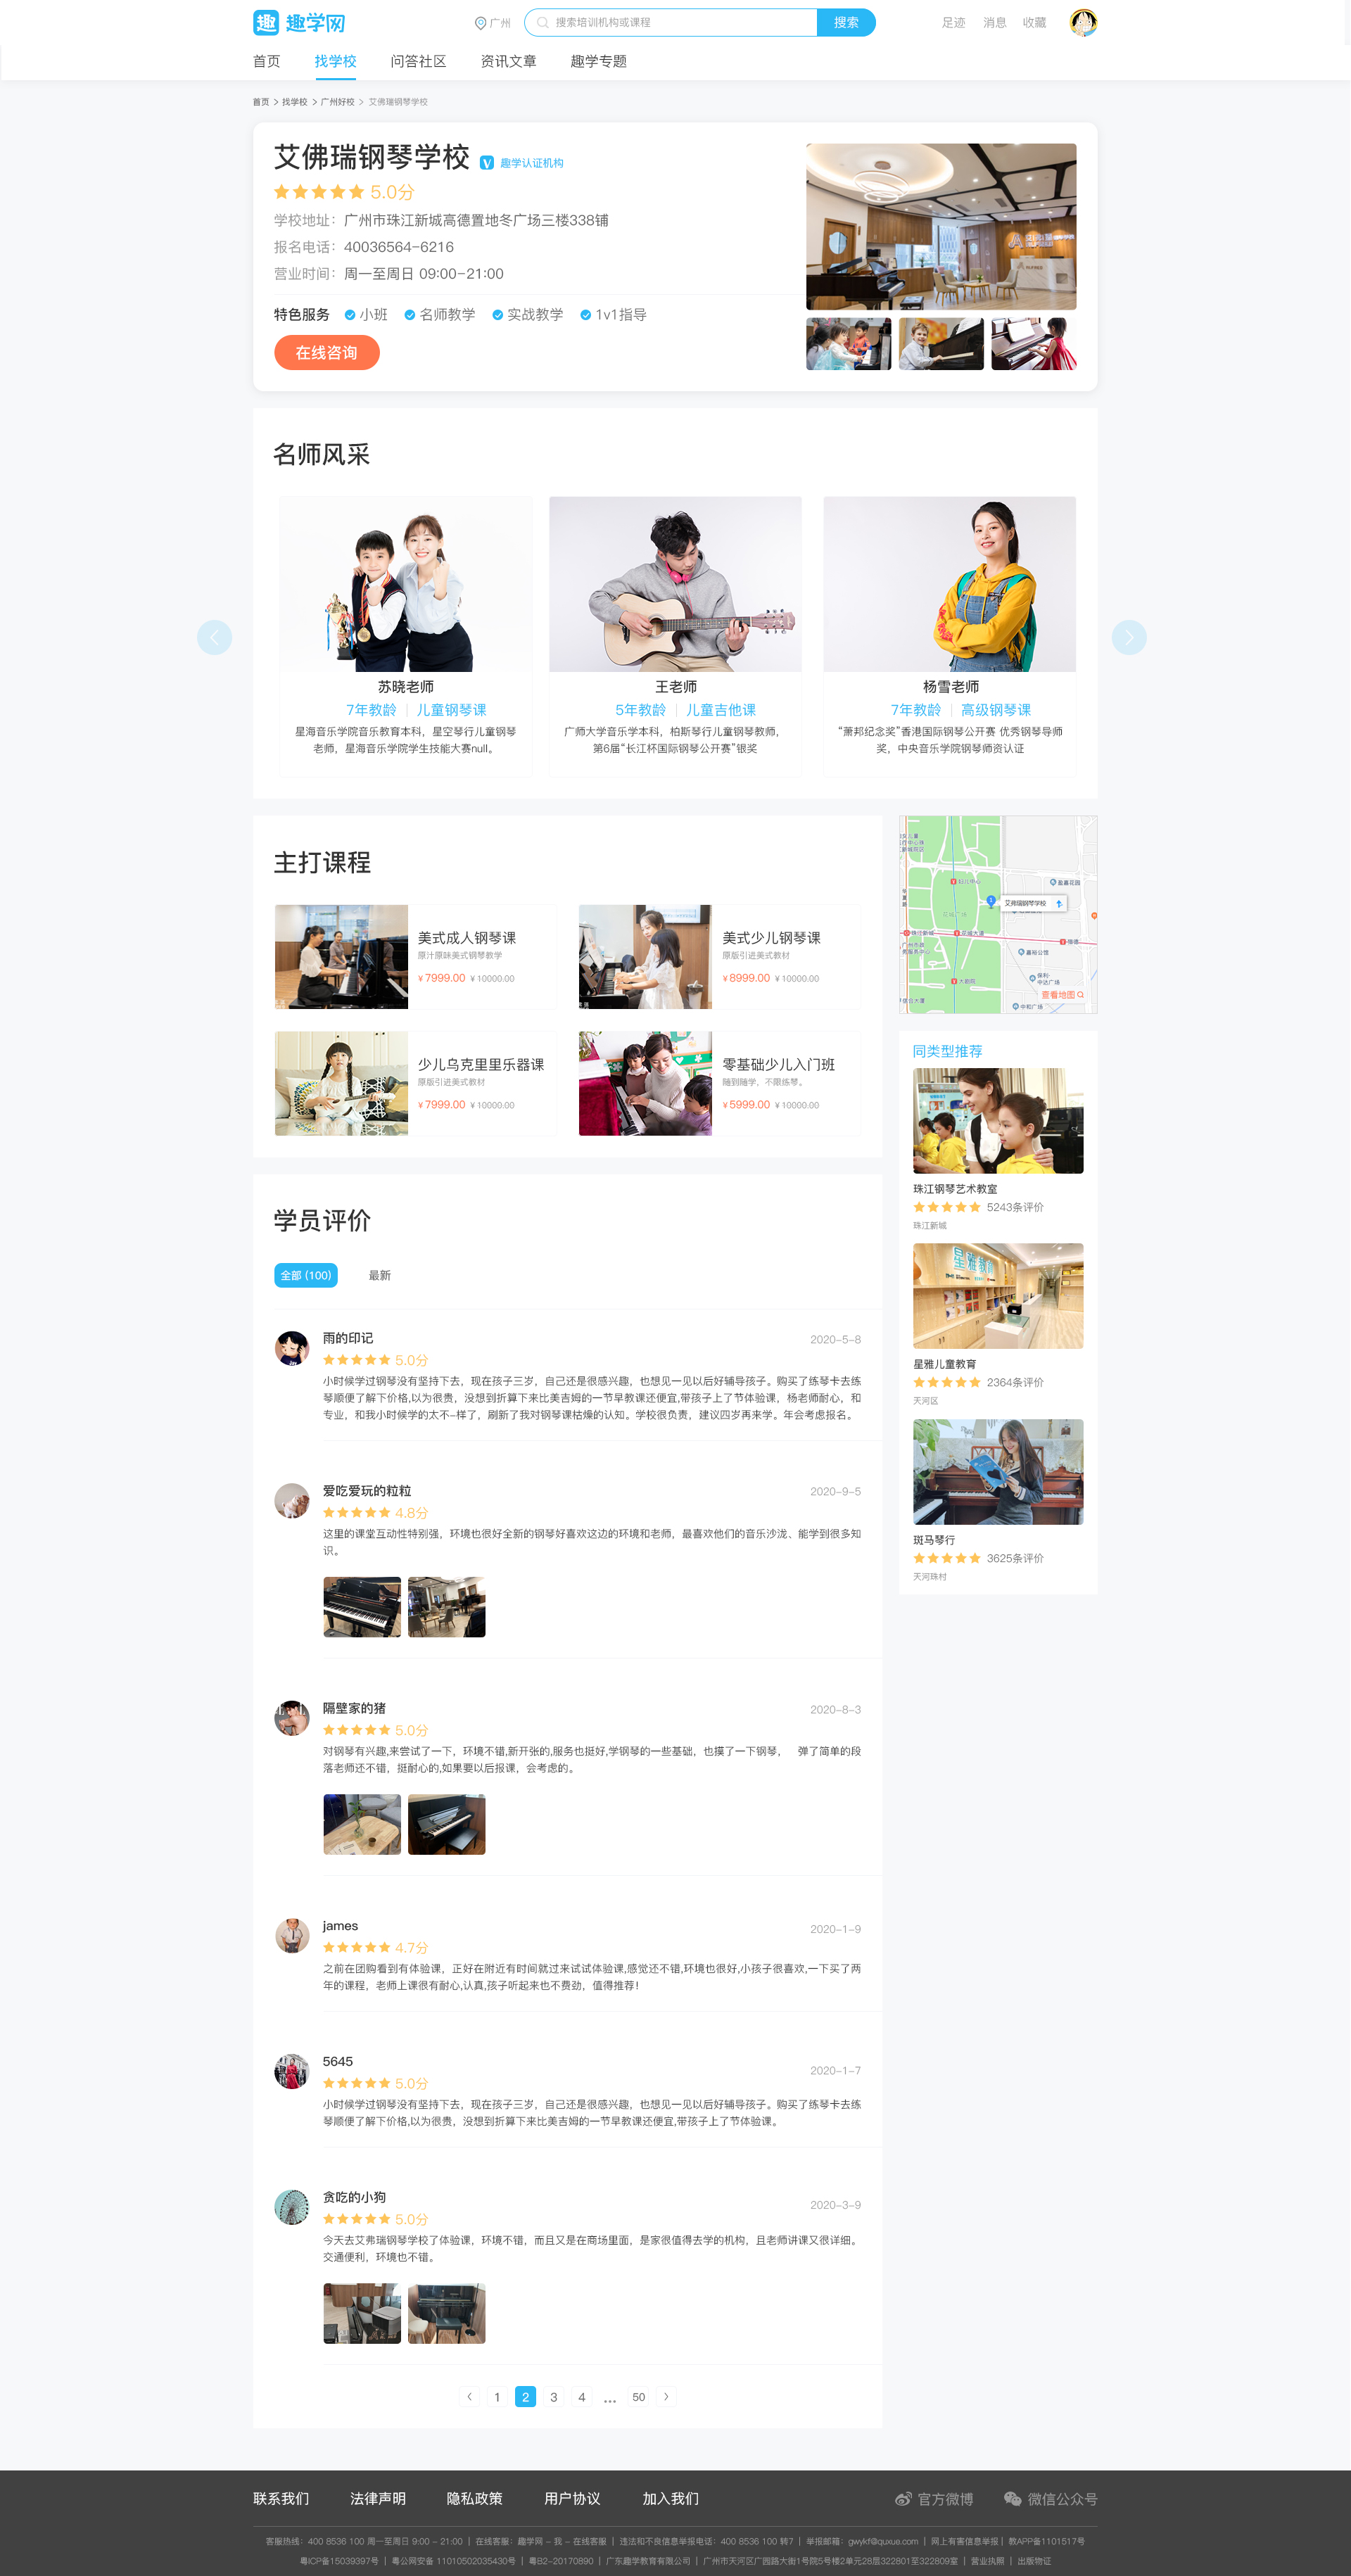 趣 趣学网
广州
搜索培训机构或课程
搜索
足迹 消息 收藏
首页 找学校 问答社区 资讯文章 趣学专题
首页 > 找学校 > 广州好校 > 艾佛瑞钢琴学校
艾佛瑞钢琴学校 V 趣学认证机构
5.0分
学校地址：广州市珠江新城高德置地冬广场三楼338铺
报名电话：40036564-6216
营业时间：周一至周日 09:00-21:00
特色服务 小班 名师教学 实战教学 1v1指导
在线咨询
名师风采
苏晓老师
7年教龄 | 儿童钢琴课
星海音乐学院音乐教育本科，星空琴行儿童钢琴
老师，星海音乐学院学生技能大赛null。
王老师
5年教龄 | 儿童吉他课
广师大学音乐学本科，柏斯琴行儿童钢琴教师，
第6届“长江杯国际钢琴公开赛”银奖
杨雪老师
7年教龄 | 高级钢琴课
“萧邦纪念奖”香港国际钢琴公开赛 优秀钢琴导师
奖，中央音乐学院钢琴师资认证
主打课程
美式成人钢琴课
原汁原味美式钢琴教学
¥7999.00 ¥10000.00
美式少儿钢琴课
原版引进美式教材
¥8999.00 ¥10000.00
少儿乌克里里乐器课
原版引进美式教材
¥7999.00 ¥10000.00
零基础少儿入门班
随到随学，不限练琴。
¥5999.00 ¥10000.00
妇儿中心
星嘉花园
艾佛瑞钢琴学校
花城广场
珠江新城
花城大道
猎德
嘉裕公馆
保利·
中达广场
大剧院
中和广场
查看地图
同类型推荐
珠江钢琴艺术教室
5243条评价
珠江新城
星雅儿童教育
2364条评价
天河区
斑马琴行
3625条评价
天河珠村
学员评价
全部 (100) 最新
雨的印记 2020-5-8
5.0分
小时候学过钢琴没有坚持下去，现在孩子三岁，自己还是很感兴趣，也想见一见以后好辅导孩子。购买了练琴卡去练
琴顺便了解下价格,以为很贵，没想到折算下来比美吉姆的一节早教课还便宜,带孩子上了节体验课，杨老师耐心，和
专业，和我小时候学的太不-样了，刷新了我对钢琴课枯燥的认知。学校很负责，建议四岁再来学。年会考虑报名。
爱吃爱玩的粒粒 2020-9-5
4.8分
这里的课堂互动性特别强，环境也很好全新的钢琴好喜欢这边的环境和老师，最喜欢他们的音乐沙泷、能学到很多知
识。
隔壁家的猪 2020-8-3
5.0分
对钢琴有兴趣,来尝试了一下，环境不错,新开张的,服务也挺好,学钢琴的一些基础，也摸了一下钢琴， 弹了简单的段
落老师还不错，挺耐心的,如果要以后报课，会考虑的。
james 2020-1-9
4.7分
之前在团购看到有体验课，正好在附近有时间就过来试试体验课,感觉还不错,环境也很好,小孩子很喜欢,一下买了两
年的课程，老师上课很有耐心,认真,孩子听起来也不费劲，值得推荐！
5645 2020-1-7
5.0分
小时候学过钢琴没有坚持下去，现在孩子三岁，自己还是很感兴趣，也想见一见以后好辅导孩子。购买了练琴卡去练
琴顺便了解下价格,以为很贵，没想到折算下来比美吉姆的一节早教课还便宜,带孩子上了节体验课。
贪吃的小狗 2020-3-9
5.0分
今天去艾弗瑞钢琴学校了体验课，环境不错，而且又是在商场里面，是家很值得去学的机构，且老师讲课又很详细。
交通便利，环境也不错。
< 1 2 3 4 ... 50 >
联系我们 法律声明 隐私政策 用户协议 加入我们 官方微博 微信公众号
客服热线：400 8536 100 周一至周日 9:00 - 21:00 | 在线客服：趣学网 - 我 - 在线客服 | 违法和不良信息举报电话：400 8536 100 转7 | 举报邮箱：gwykf@quxue.com | 网上有害信息举报 | 教APP备1101517号
粤ICP备15039397号 | 粤公网安备 11010502035430号 | 粤B2-20170890 | 广东趣学教育有限公司 | 广州市天河区广园路大街1号院5号楼2单元28层322801至322809室 | 营业执照 | 出版物证